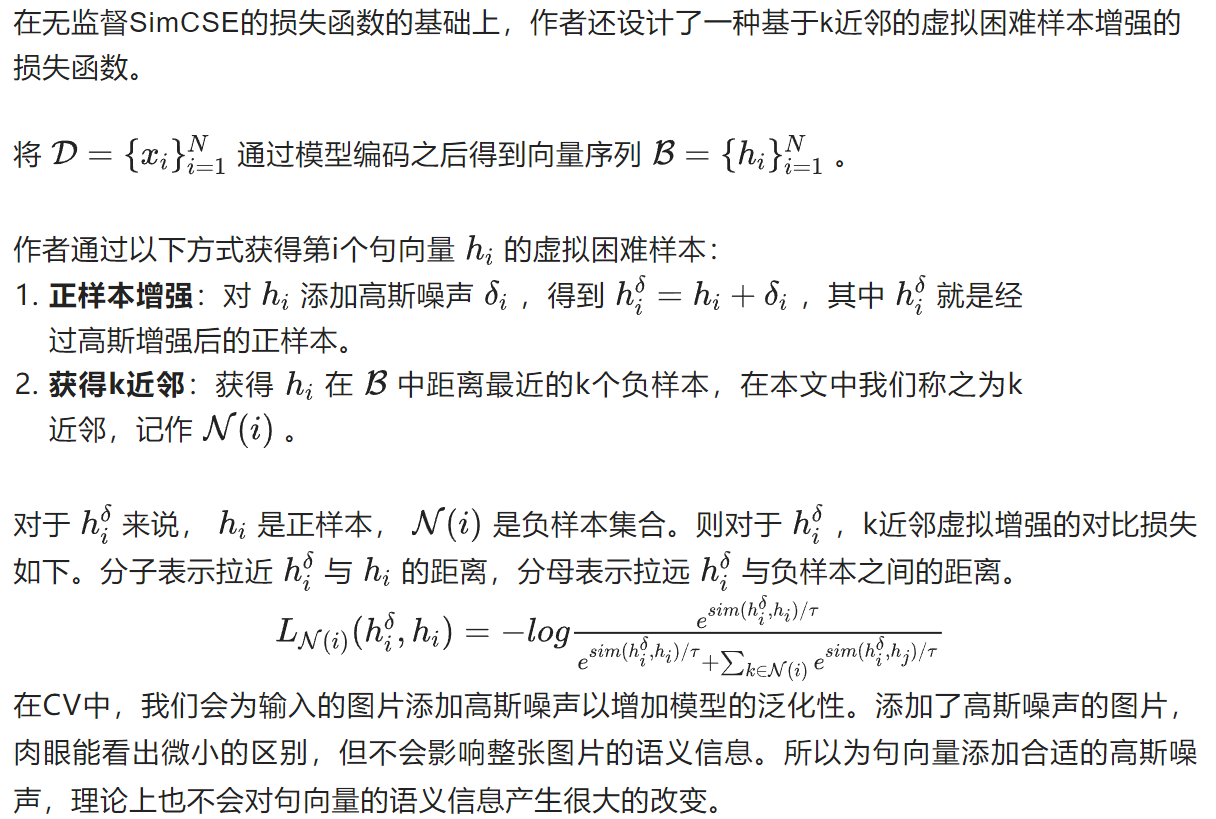 在无监督SimCSE的损失函数的基础上，作者还设计了一种基于k近邻的虚拟困难样本增强的
损失函数。
将 $\mathcal{D} = \{x_i\}_{i=1}^{N}$ 通过模型编码之后得到向量序列 $\mathcal{B} = \{h_i\}_{i=1}^{N}$ 。
作者通过以下方式获得第i个句向量 $h_i$ 的虚拟困难样本：
1. 正样本增强：对 $h_i$ 添加高斯噪声 $\delta_i$ ，得到 $h_i^{\delta} = h_i + \delta_i$ ，其中 $h_i^{\delta}$ 就是经
过高斯增强后的正样本。
2. 获得k近邻：获得 $h_i$ 在 $\mathcal{B}$ 中距离最近的k个负样本，在本文中我们称之为k
近邻，记作 $\mathcal{N}(i)$ 。
对于 $h_i^{\delta}$ 来说， $h_i$ 是正样本， $\mathcal{N}(i)$ 是负样本集合。则对于 $h_i^{\delta}$ ，k近邻虚拟增强的对比损失
如下。分子表示拉近 $h_i^{\delta}$ 与 $h_i$ 的距离，分母表示拉远 $h_i^{\delta}$ 与负样本之间的距离。
$L_{\mathcal{N}(i)}(h_i^{\delta}, h_i) = -log\frac{e^{sim(h_i^{\delta}, h_i)/\tau}}{e^{sim(h_i^{\delta}, h_i)/\tau} + \sum_{k \in \mathcal{N}(i)} e^{sim(h_i^{\delta}, h_j)/\tau}}$
在CV中，我们会为输入的图片添加高斯噪声以增加模型的泛化性。添加了高斯噪声的图片，
肉眼能看出微小的区别，但不会影响整张图片的语义信息。所以为句向量添加合适的高斯噪
声，理论上也不会对句向量的语义信息产生很大的改变。